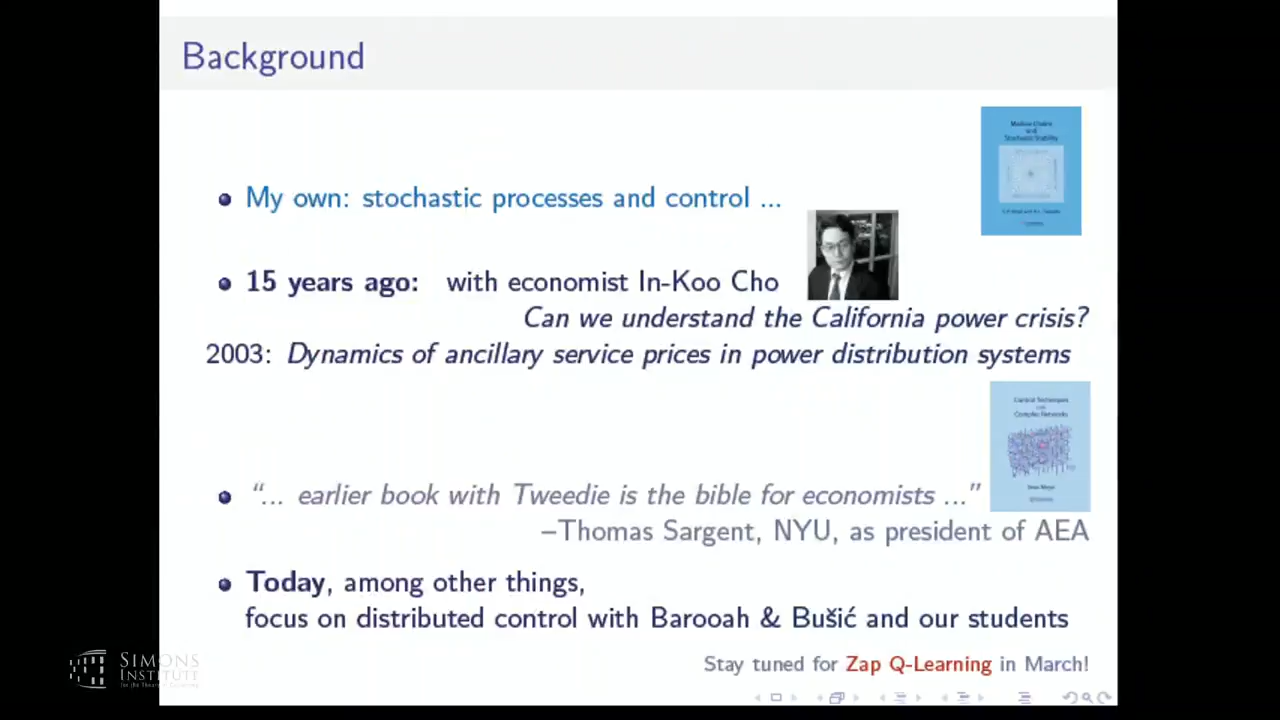 Background
Markov Chains
and
Stochastic Stability
My own: stochastic processes and control ...
15 years ago: with economist In-Koo Cho
Can we understand the California power crisis?
2003: Dynamics of ancillary service prices in power distribution systems
Control Techniques
Complex Networks
Sean Meyn
“... earlier book with Tweedie is the bible for economists ...”
–Thomas Sargent, NYU, as president of AEA
Today, among other things,
focus on distributed control with Barooah & Bušić and our students
Stay tuned for Zap Q-Learning in March!
SIMONS
INSTITUTE